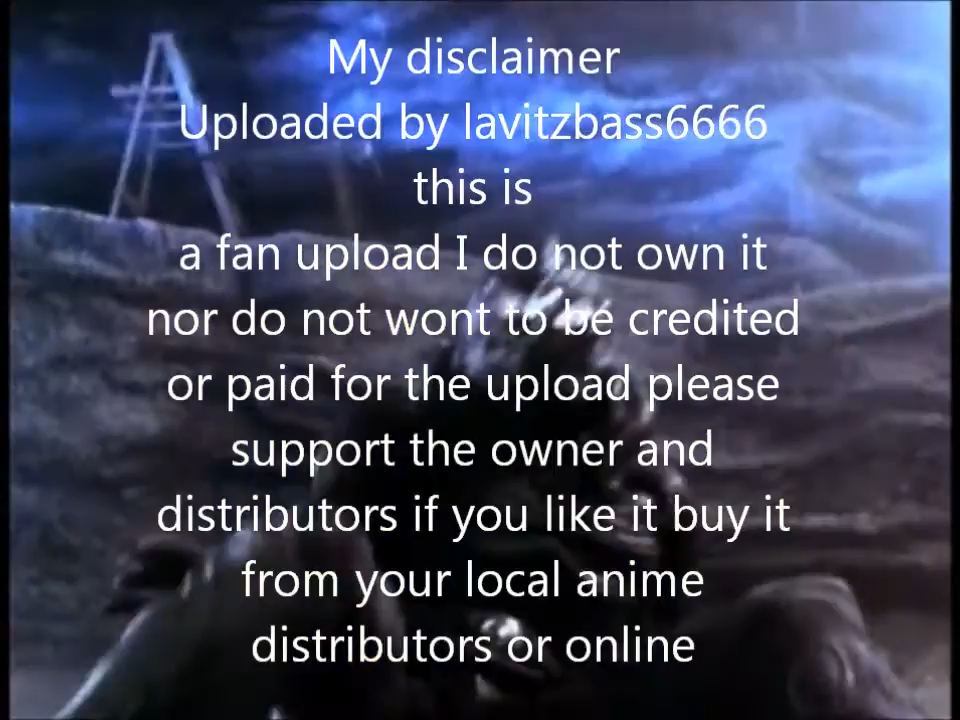 My disclaimer
Uploaded by lavitzbass6666
this is
a fan upload I do not own it
nor do not wont to be credited
or paid for the upload please
support the owner and
distributors if you like it buy it
from your local anime
distributors or online